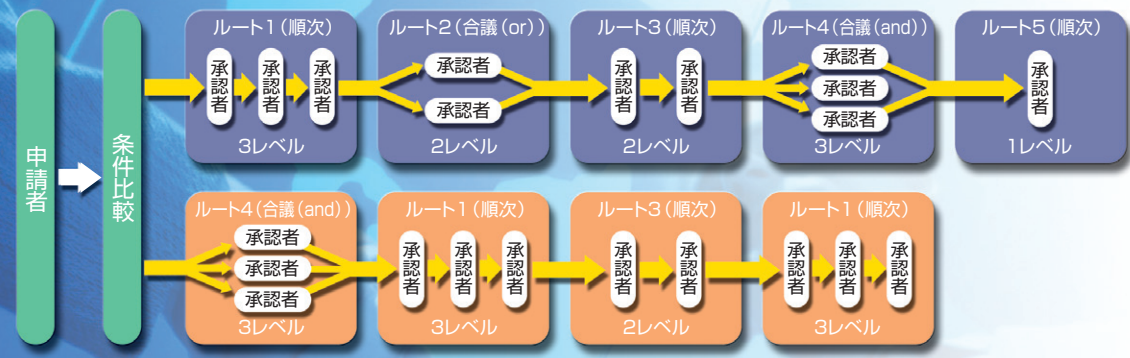 申請者
条件比較
ルート1(順次)
承認者
承認者
承認者
3レベル
ルート2(合議(or))
承認者
承認者
2レベル
ルート3(順次)
承認者
承認者
2レベル
ルート4(合議(and))
承認者
承認者
承認者
3レベル
ルート5(順次)
承認者
1レベル
ルート4(合議(and))
承認者
承認者
承認者
3レベル
ルート1(順次)
承認者
承認者
承認者
3レベル
ルート3(順次)
承認者
承認者
2レベル
ルート1(順次)
承認者
承認者
承認者
3レベル